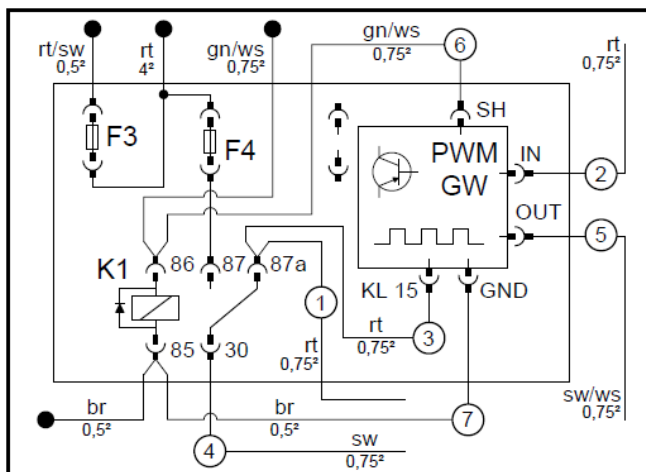 rt/sw
0,5²
rt
4²
gn/ws
0,75²
gn/ws
0,75²
6
rt
0,75²
SH
F3
F4
PWM
GW
IN
2
OUT
5
K1
86
87
87a
KL 15
GND
1
rt
0,75²
3
85
30
rt
0,75²
sw/ws
0,75²
br
0,5²
br
0,5²
7
4
sw
0,75²